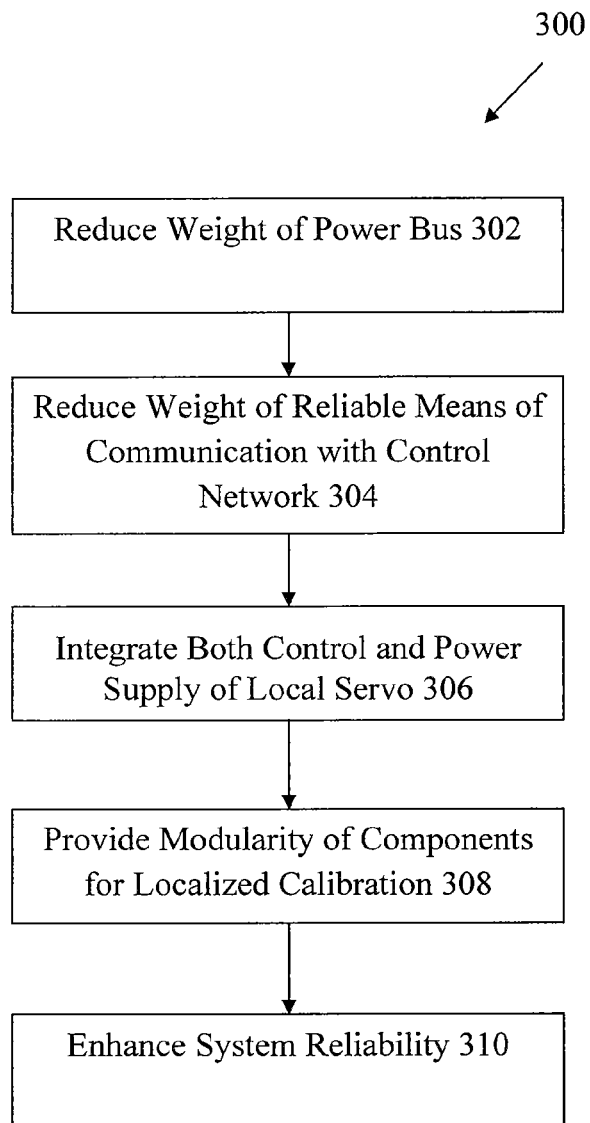 300
Reduce Weight of Power Bus 302
Reduce Weight of Reliable Means of
Communication with Control
Network 304
Integrate Both Control and Power
Supply of Local Servo 306
Provide Modularity of Components
for Localized Calibration 308
Enhance System Reliability 310